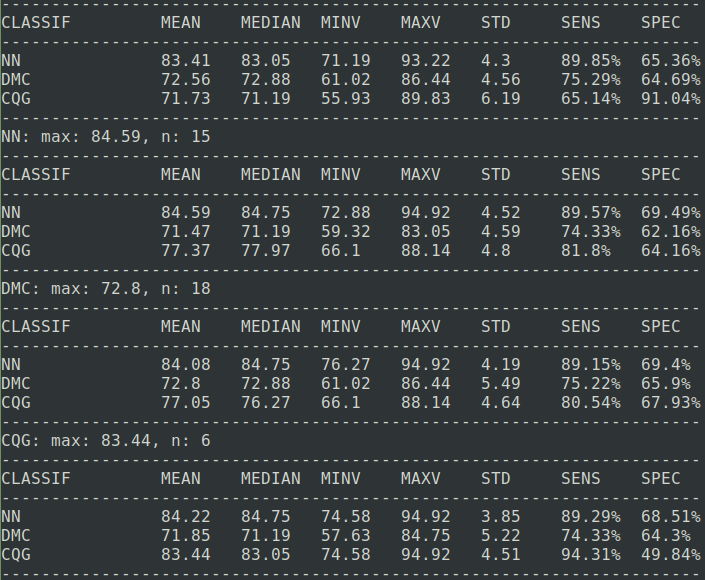 CLASSIF MEAN MEDIAN MINV MAXV STD SENS SPEC
NN 83.41 83.05 71.19 93.22 4.3 89.85% 65.36%
DMC 72.56 72.88 61.02 86.44 4.56 75.29% 64.69%
CQG 71.73 71.19 55.93 89.83 6.19 65.14% 91.04%
NN: max: 84.59, n: 15
CLASSIF MEAN MEDIAN MINV MAXV STD SENS SPEC
NN 84.59 84.75 72.88 94.92 4.52 89.57% 69.49%
DMC 71.47 71.19 59.32 83.05 4.59 74.33% 62.16%
CQG 77.37 77.97 66.1 88.14 4.8 81.8% 64.16%
DMC: max: 72.8, n: 18
CLASSIF MEAN MEDIAN MINV MAXV STD SENS SPEC
NN 84.08 84.75 76.27 94.92 4.19 89.15% 69.4%
DMC 72.8 72.88 61.02 86.44 5.49 75.22% 65.9%
CQG 77.05 76.27 66.1 88.14 4.64 80.54% 67.93%
CQG: max: 83.44, n: 6
CLASSIF MEAN MEDIAN MINV MAXV STD SENS SPEC
NN 84.22 84.75 74.58 94.92 3.85 89.29% 68.51%
DMC 71.85 71.19 57.63 84.75 5.22 74.33% 64.3%
CQG 83.44 83.05 74.58 94.92 4.51 94.31% 49.84%